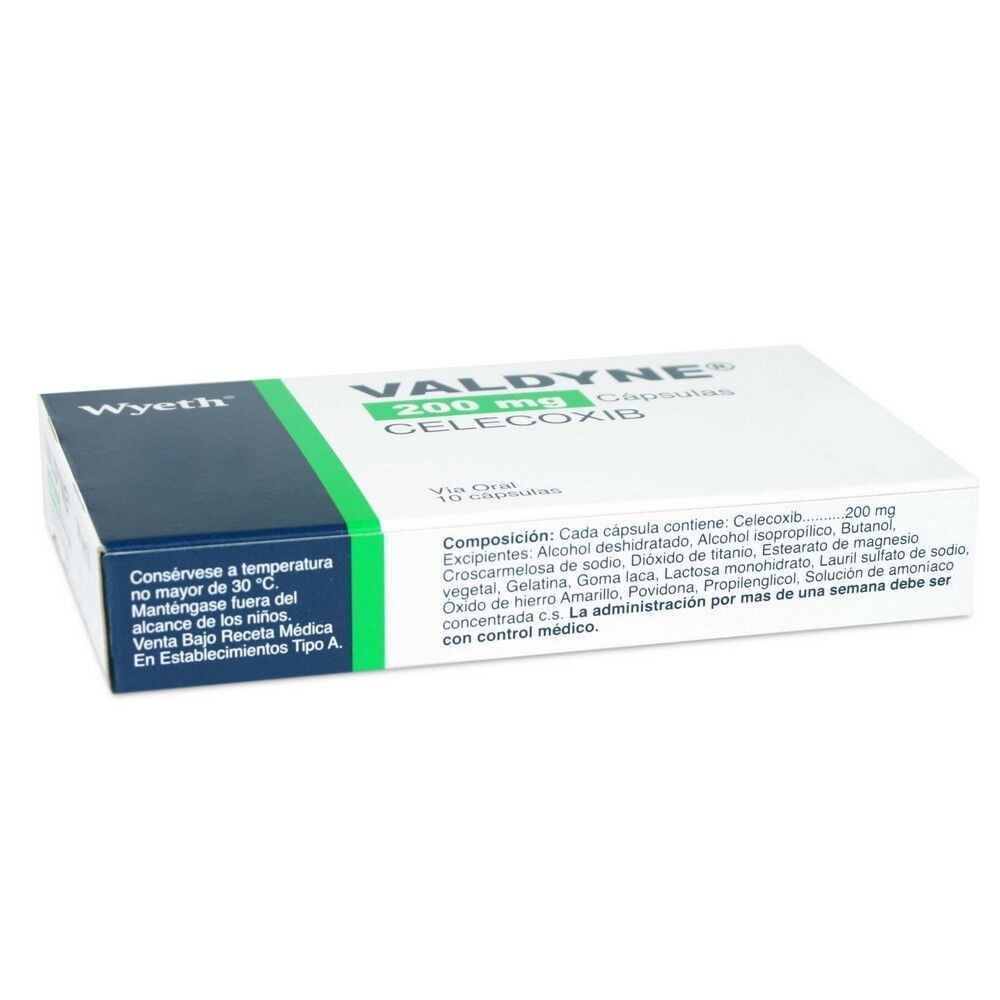 Wyeth®
VALDYNE®
200 mg Cápsulas
CELECOXIB
Vía Oral
10 cápsulas
Consérvese a temperatura
no mayor de 30 °C.
Manténgase fuera del
alcance de los niños.
Venta Bajo Receta Médica
En Establecimientos Tipo A.
Composición: Cada cápsula contiene: Celecoxib..........200 mg
Excipientes: Alcohol deshidratado, Alcohol isopropílico, Butanol,
Croscarmelosa de sodio, Dióxido de titanio, Estearato de magnesio
vegetal, Gelatina, Goma laca, Lactosa monohidrato, Lauril sulfato de sodio,
Óxido de hierro Amarillo, Povidona, Propilenglicol, Solución de amoníaco
concentrada c.s. La administración por mas de una semana debe ser
con control médico.